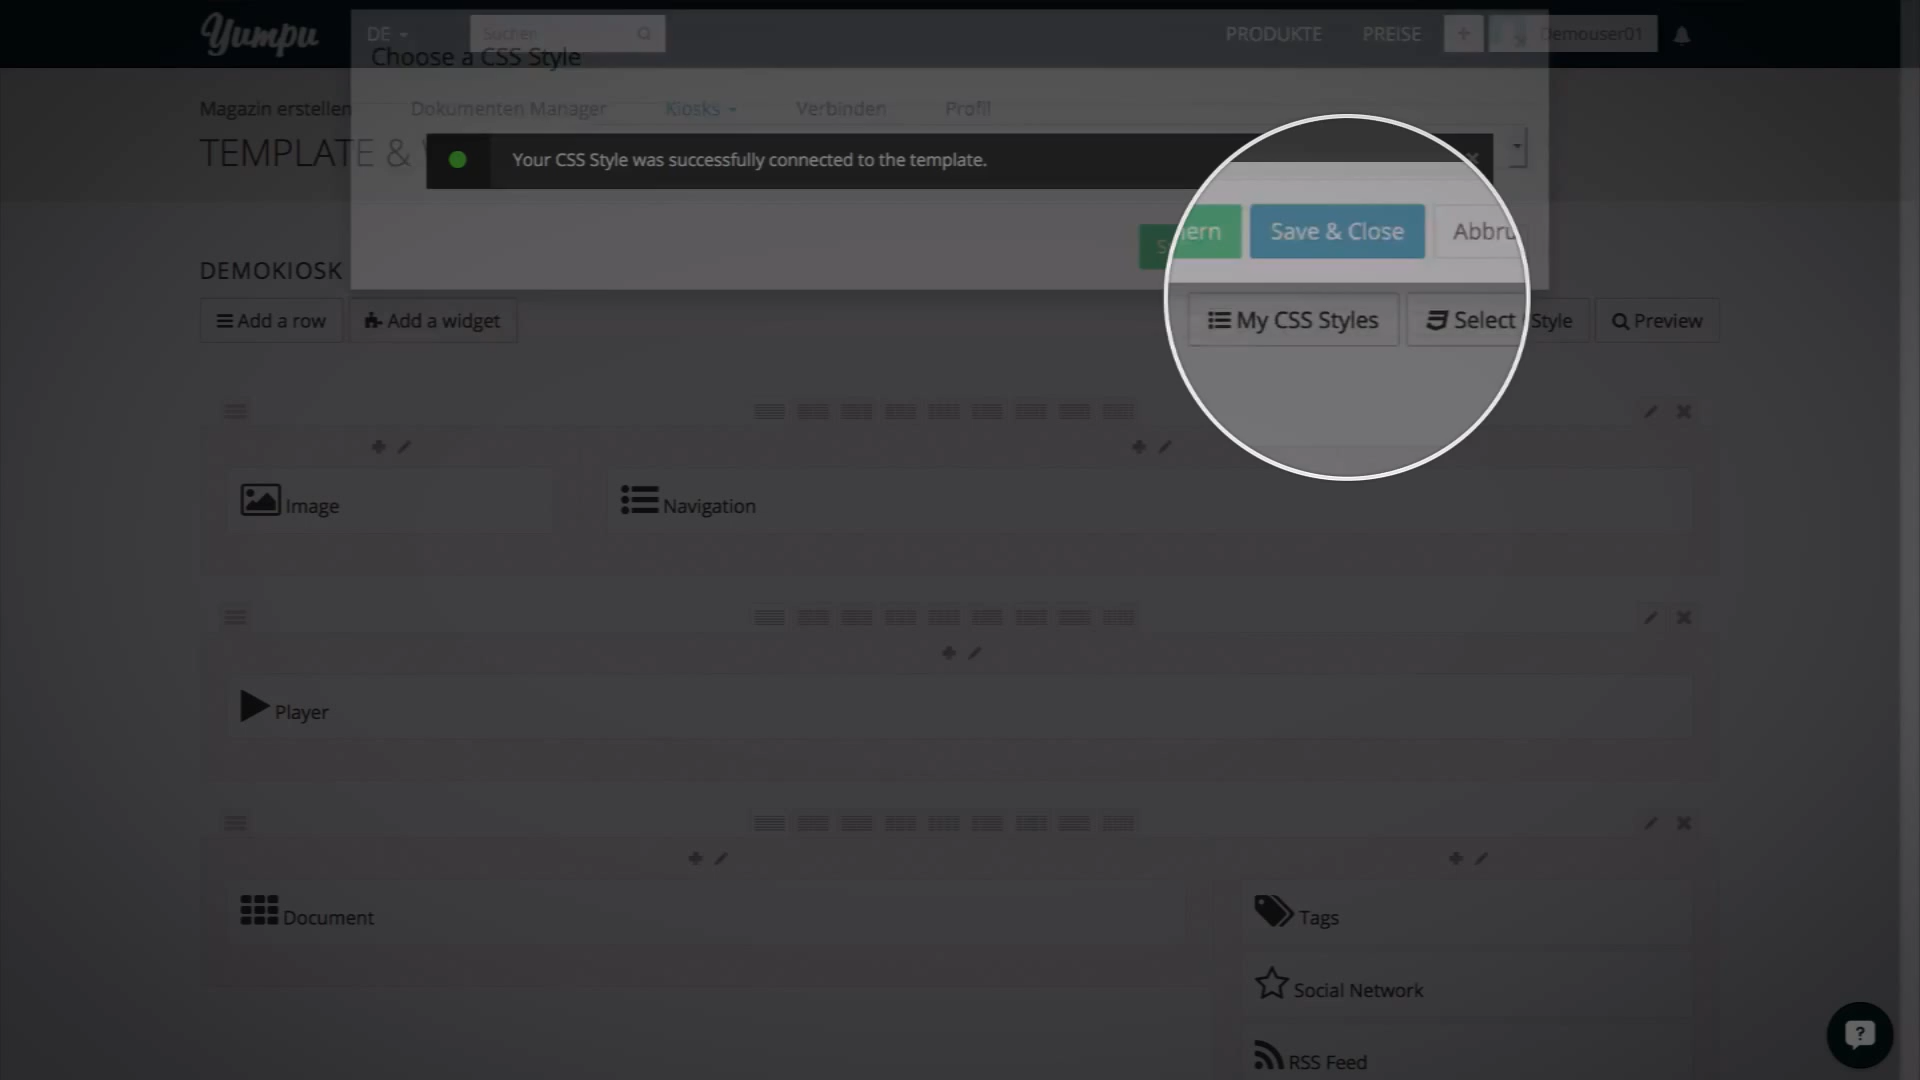 Yumpu
DE
Suchen
PRODUKTE
PREISE
Demouser01
Choose a CSS Style
Magazin erstellen
Dokumenten Manager
Kiosks
Verbinden
Profil
TEMPLATE &
Your CSS Style was successfully connected to the template.
ern
Save & Close
Abbru
DEMOKIOSK
Add a row
Add a widget
My CSS Styles
Select
Style
Preview
Image
Navigation
Player
Document
Tags
Social Network
RSS Feed